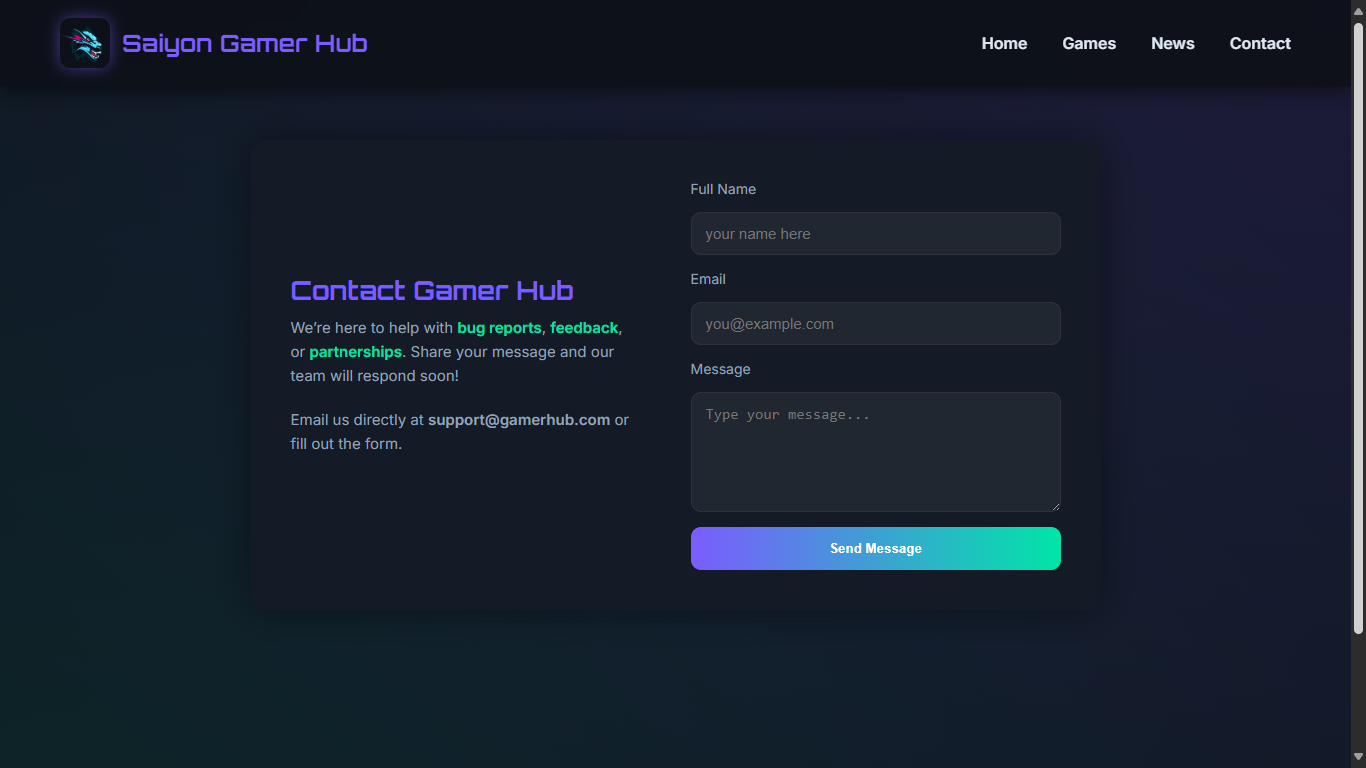 Saiyon Gamer Hub
Home
Games
News
Contact
Contact Gamer Hub
We’re here to help with bug reports, feedback,
or partnerships. Share your message and our
team will respond soon!
Email us directly at support@gamerhub.com or
fill out the form.
Full Name
your name here
Email
you@example.com
Message
Type your message...
Send Message